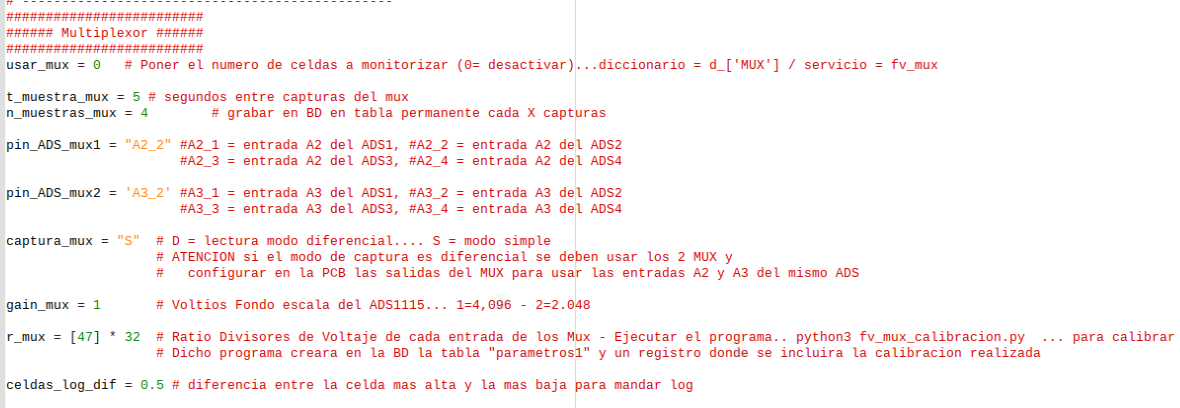 # -----------------------------------------------
#########################
###### Multiplexor ######
#########################
usar_mux = 0   # Poner el numero de celdas a monitorizar (0= desactivar)...diccionario = d_['MUX'] / servicio = fv_mux
t_muestra_mux = 5 # segundos entre capturas del mux
n_muestras_mux = 4        # grabar en BD en tabla permanente cada X capturas
pin_ADS_mux1 = "A2_2" #A2_1 = entrada A2 del ADS1, #A2_2 = entrada A2 del ADS2
                      #A2_3 = entrada A2 del ADS3, #A2_4 = entrada A2 del ADS4
pin_ADS_mux2 = 'A3_2' #A3_1 = entrada A3 del ADS1, #A3_2 = entrada A3 del ADS2
                      #A3_3 = entrada A3 del ADS3, #A3_4 = entrada A3 del ADS4
captura_mux = "S"  # D = lectura modo diferencial.... S = modo simple
                   # ATENCION si el modo de captura es diferencial se deben usar los 2 MUX y
                   #   configurar en la PCB las salidas del MUX para usar las entradas A2 y A3 del mismo ADS
gain_mux = 1       # Voltios Fondo escala del ADS1115... 1=4,096 - 2=2.048
r_mux = [47] * 32  # Ratio Divisores de Voltaje de cada entrada de los Mux - Ejecutar el programa.. python3 fv_mux_calibracion.py  ... para calibrar
                   # Dicho programa creara en la BD la tabla "parametros1" y un registro donde se incluira la calibracion realizada
celdas_log_dif = 0.5 # diferencia entre la celda mas alta y la mas baja para mandar log